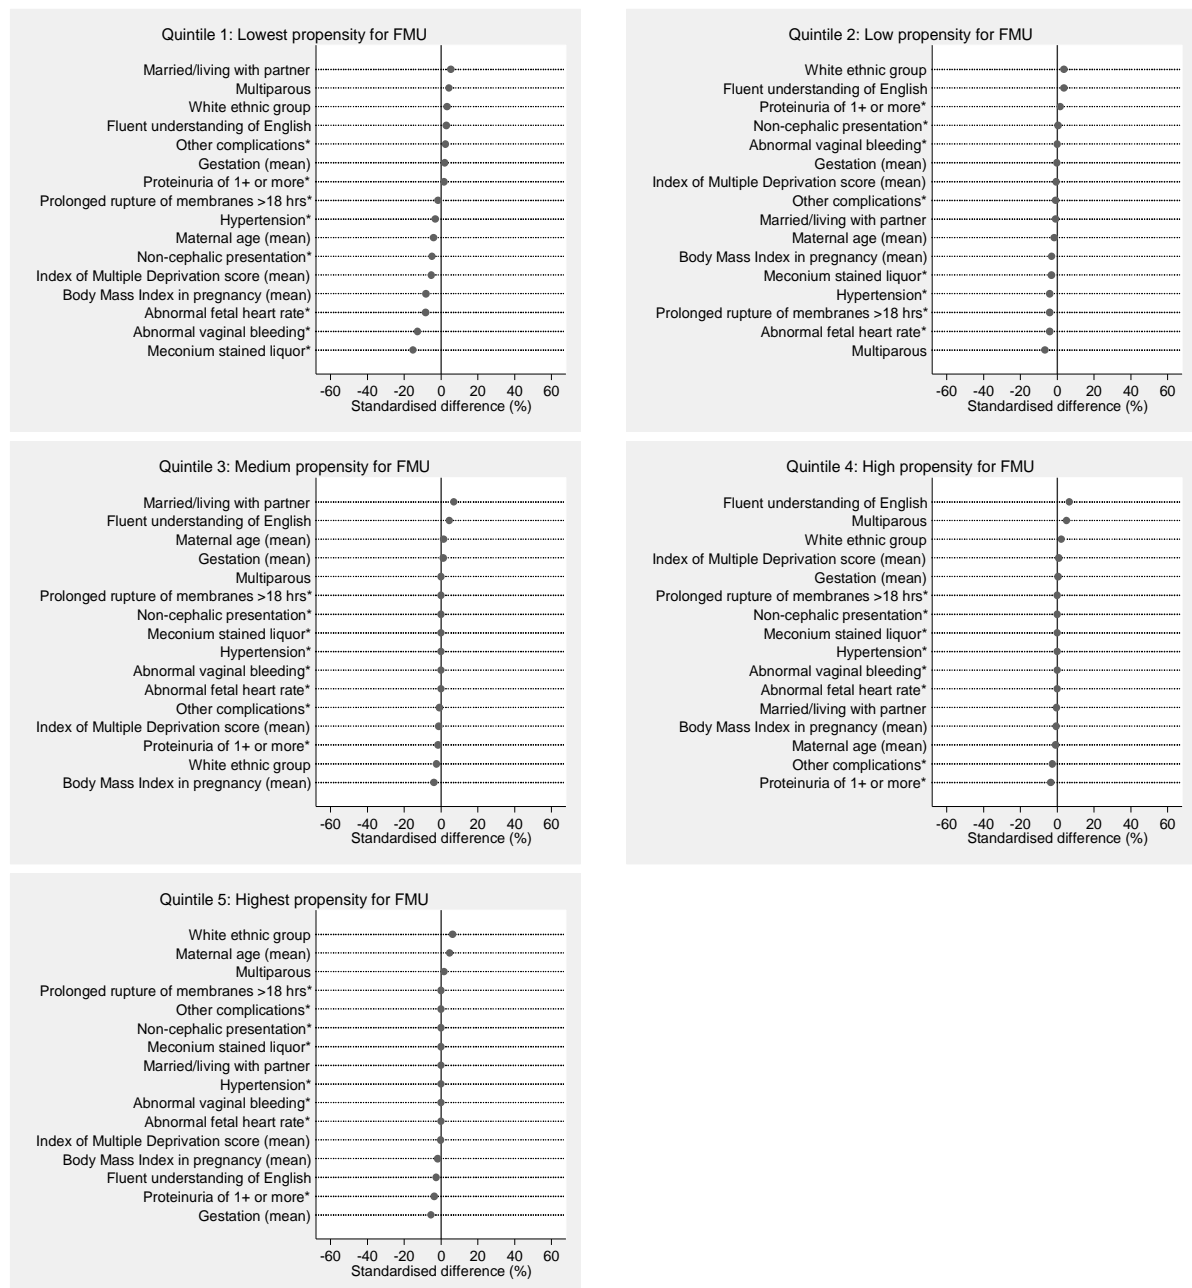 Quintile 1: Lowest propensity for FMU
Married/living with partner
Multiparous
White ethnic group
Fluent understanding of English
Other complications*
Gestation (mean)
Proteinuria of 1+ or more*
Prolonged rupture of membranes >18 hrs*
Hypertension*
Maternal age (mean)
Non-cephalic presentation*
Index of Multiple Deprivation score (mean)
Body Mass Index in pregnancy (mean)
Abnormal fetal heart rate*
Abnormal vaginal bleeding*
Meconium stained liquor*
-60 -40 -20 0 20 40 60
Standardised difference (%)
Quintile 2: Low propensity for FMU
White ethnic group
Fluent understanding of English
Proteinuria of 1+ or more*
Non-cephalic presentation*
Abnormal vaginal bleeding*
Gestation (mean)
Index of Multiple Deprivation score (mean)
Other complications*
Married/living with partner
Maternal age (mean)
Body Mass Index in pregnancy (mean)
Meconium stained liquor*
Hypertension*
Prolonged rupture of membranes >18 hrs*
Abnormal fetal heart rate*
Multiparous
-60 -40 -20 0 20 40 60
Standardised difference (%)
Quintile 3: Medium propensity for FMU
Married/living with partner
Fluent understanding of English
Maternal age (mean)
Gestation (mean)
Multiparous
Prolonged rupture of membranes >18 hrs*
Non-cephalic presentation*
Meconium stained liquor*
Hypertension*
Abnormal vaginal bleeding*
Abnormal fetal heart rate*
Other complications*
Index of Multiple Deprivation score (mean)
Proteinuria of 1+ or more*
White ethnic group
Body Mass Index in pregnancy (mean)
-60 -40 -20 0 20 40 60
Standardised difference (%)
Quintile 4: High propensity for FMU
Fluent understanding of English
Multiparous
White ethnic group
Index of Multiple Deprivation score (mean)
Gestation (mean)
Prolonged rupture of membranes >18 hrs*
Non-cephalic presentation*
Meconium stained liquor*
Hypertension*
Abnormal vaginal bleeding*
Abnormal fetal heart rate*
Married/living with partner
Body Mass Index in pregnancy (mean)
Maternal age (mean)
Other complications*
Proteinuria of 1+ or more*
-60 -40 -20 0 20 40 60
Standardised difference (%)
Quintile 5: Highest propensity for FMU
White ethnic group
Maternal age (mean)
Multiparous
Prolonged rupture of membranes >18 hrs*
Other complications*
Non-cephalic presentation*
Meconium stained liquor*
Married/living with partner
Hypertension*
Abnormal vaginal bleeding*
Abnormal fetal heart rate*
Index of Multiple Deprivation score (mean)
Body Mass Index in pregnancy (mean)
Fluent understanding of English
Proteinuria of 1+ or more*
Gestation (mean)
-60 -40 -20 0 20 40 60
Standardised difference (%)